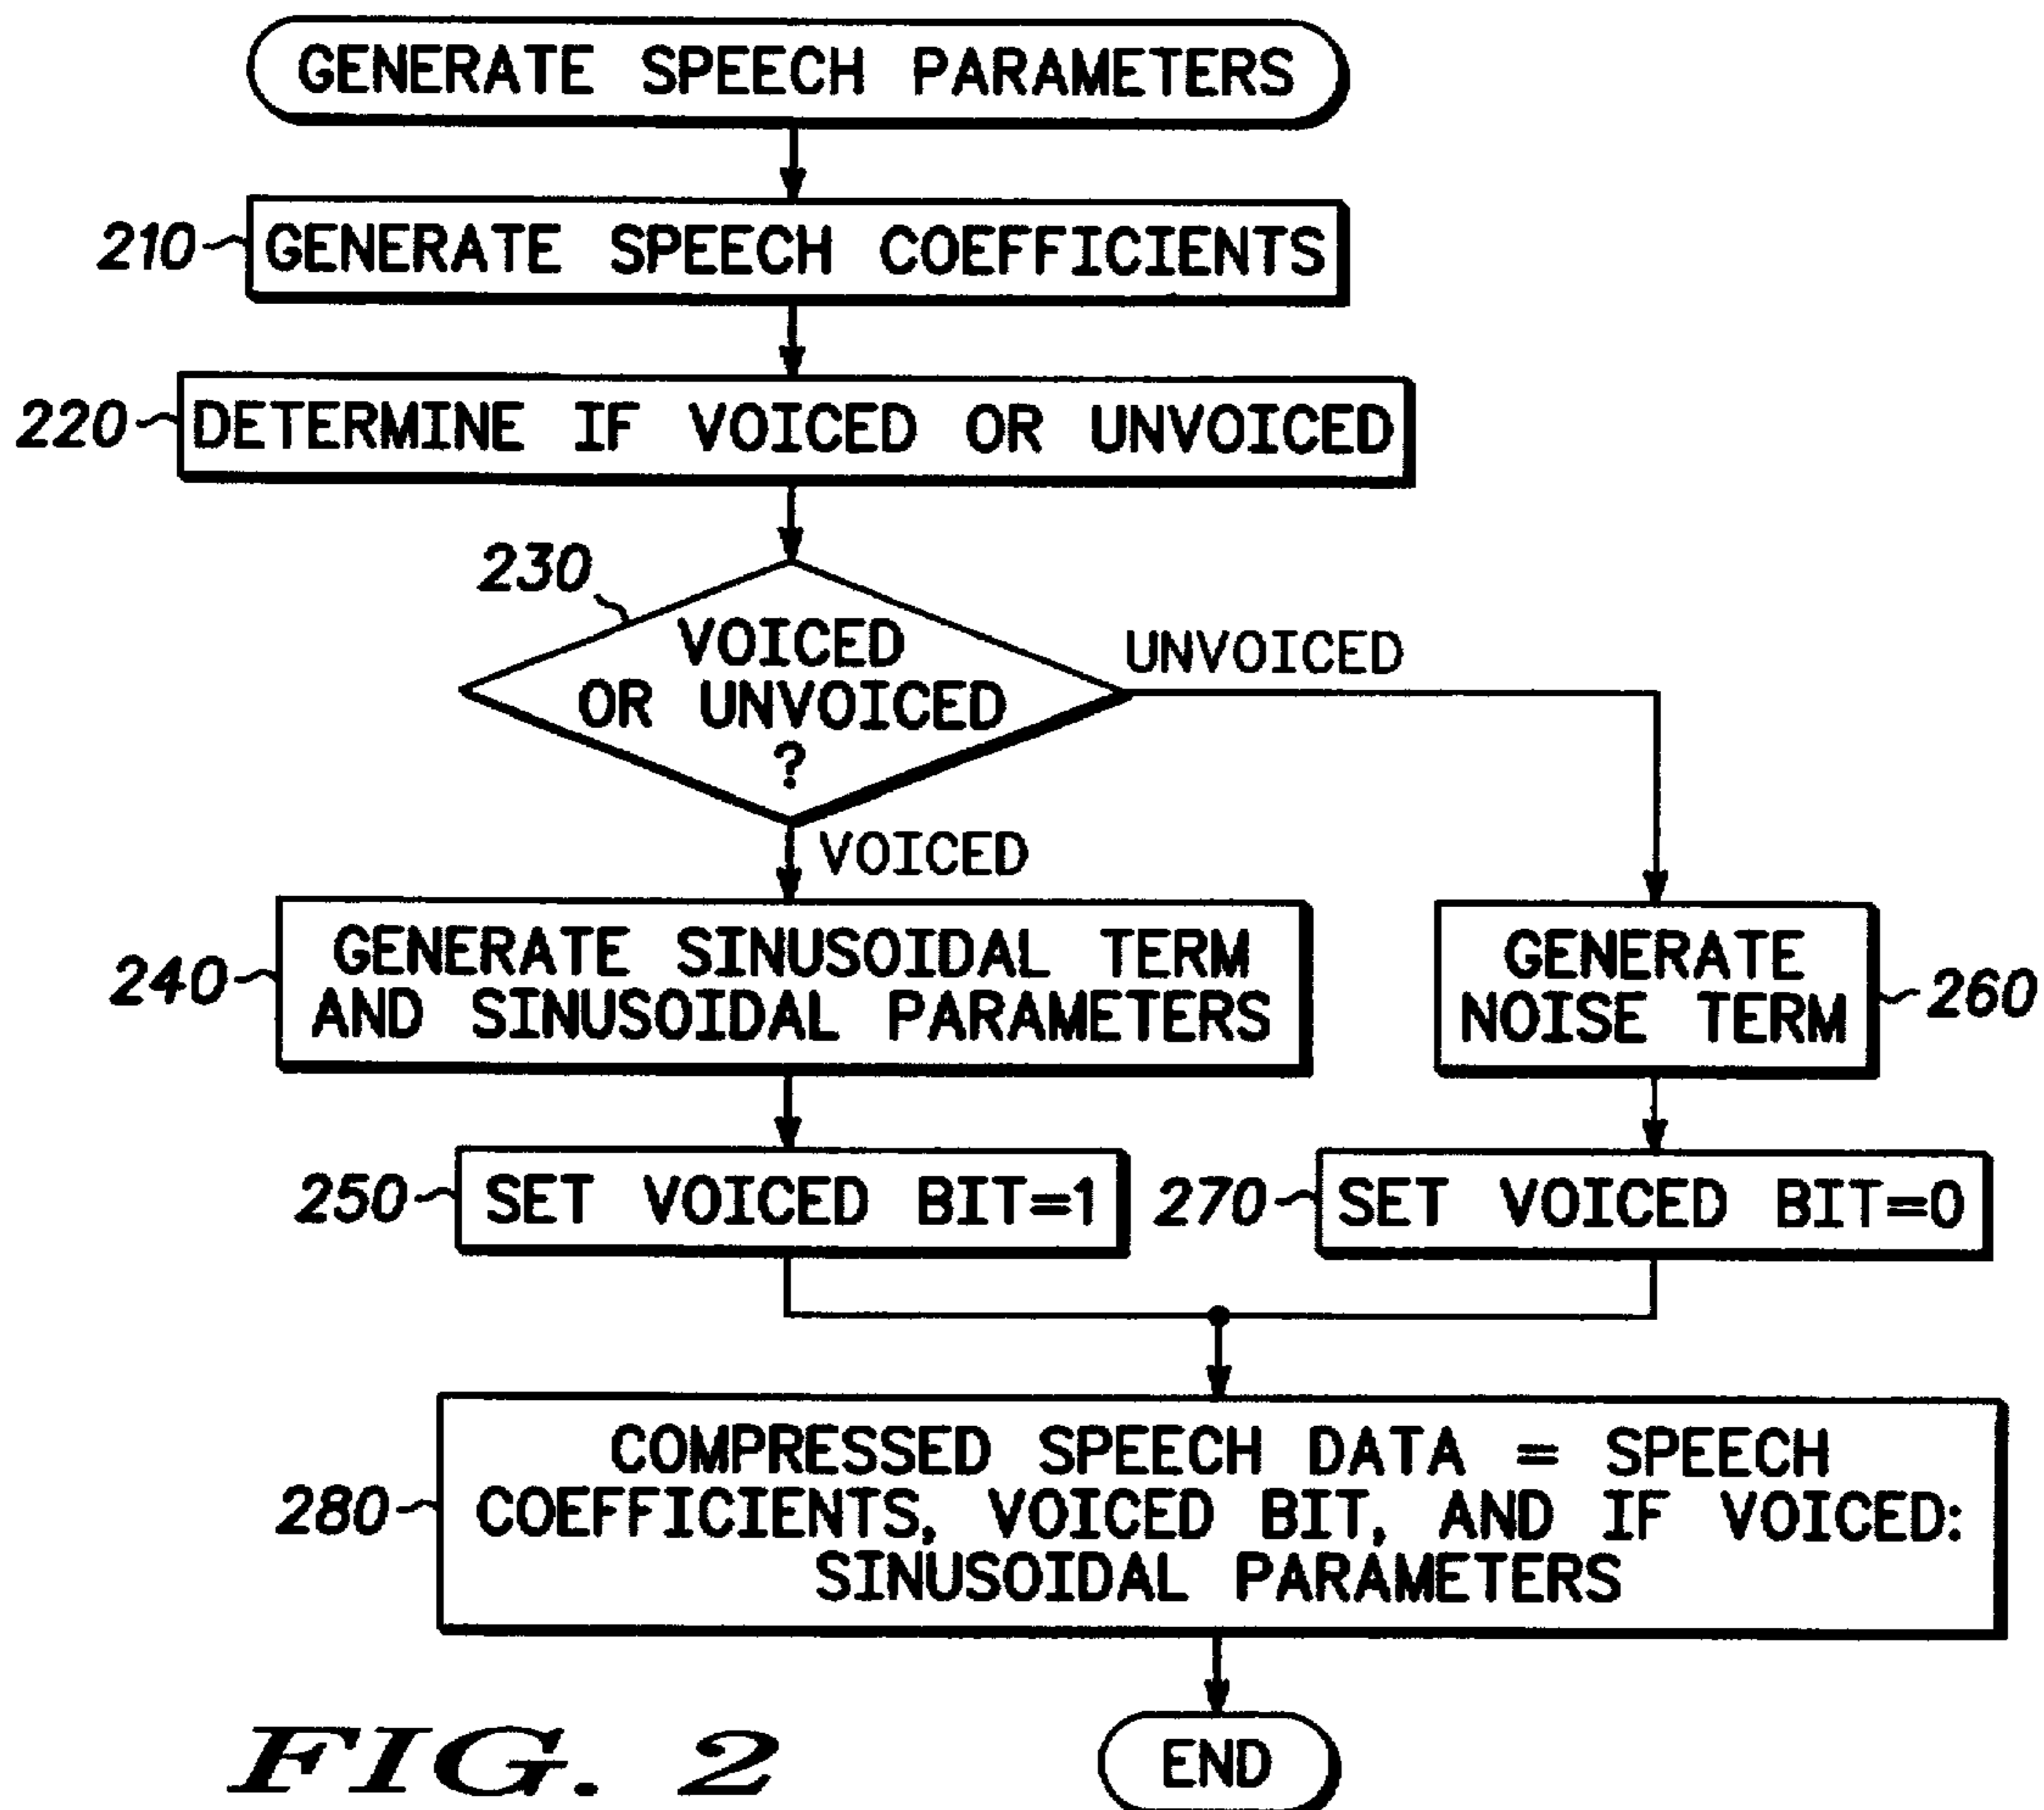 GENERATE SPEECH PARAMETERS
210
GENERATE SPEECH COEFFICIENTS
220
DETERMINE IF VOICED OR UNVOICED
230
VOICED
OR UNVOICED
?
UNVOICED
VOICED
240
GENERATE SINUSOIDAL TERM
AND SINUSOIDAL PARAMETERS
GENERATE
NOISE TERM
260
250
SET VOICED BIT=1
270
SET VOICED BIT=0
280
COMPRESSED SPEECH DATA = SPEECH
COEFFICIENTS, VOICED BIT, AND IF VOICED:
SINUSOIDAL PARAMETERS
END
FIG. 2